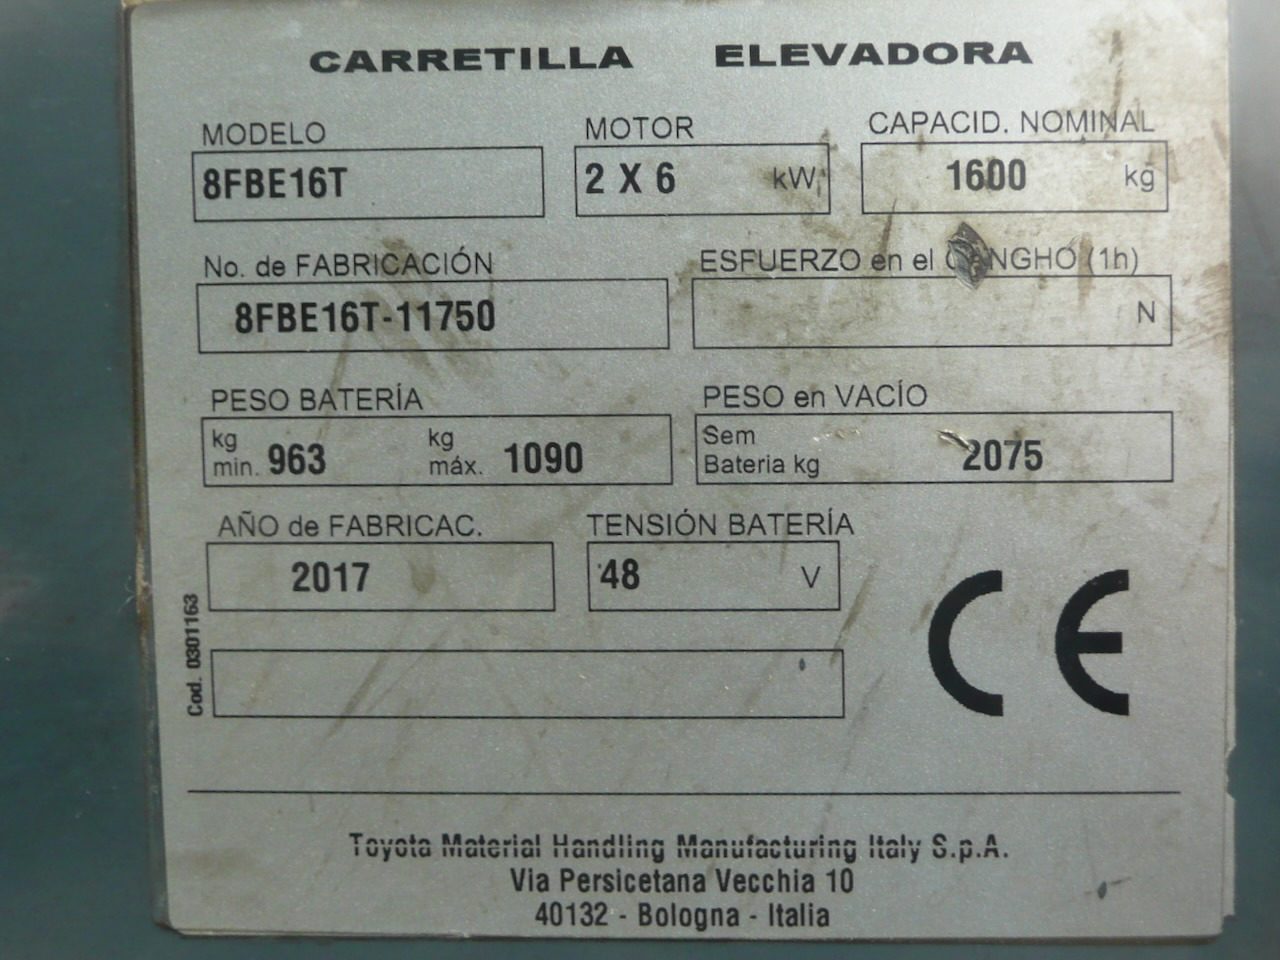 CARRETILLA ELEVADORA
MODELO MOTOR CAPACID. NOMINAL
8FBE16T 2 X 6 kW 1600 kg
No. de FABRICACIÓN ESFUERZO en el GANGHO (1h)
8FBE16T-11750 N
PESO BATERÍA PESO en VACÍO
kg min. 963 kg máx. 1090 Sem Bateria kg 2075
AÑO de FABRICAC. TENSIÓN BATERÍA
2017 48 V
Cod. 0301163
CE
Toyota Material Handling Manufacturing Italy S.p.A.
Via Persicetana Vecchia 10
40132 - Bologna - Italia